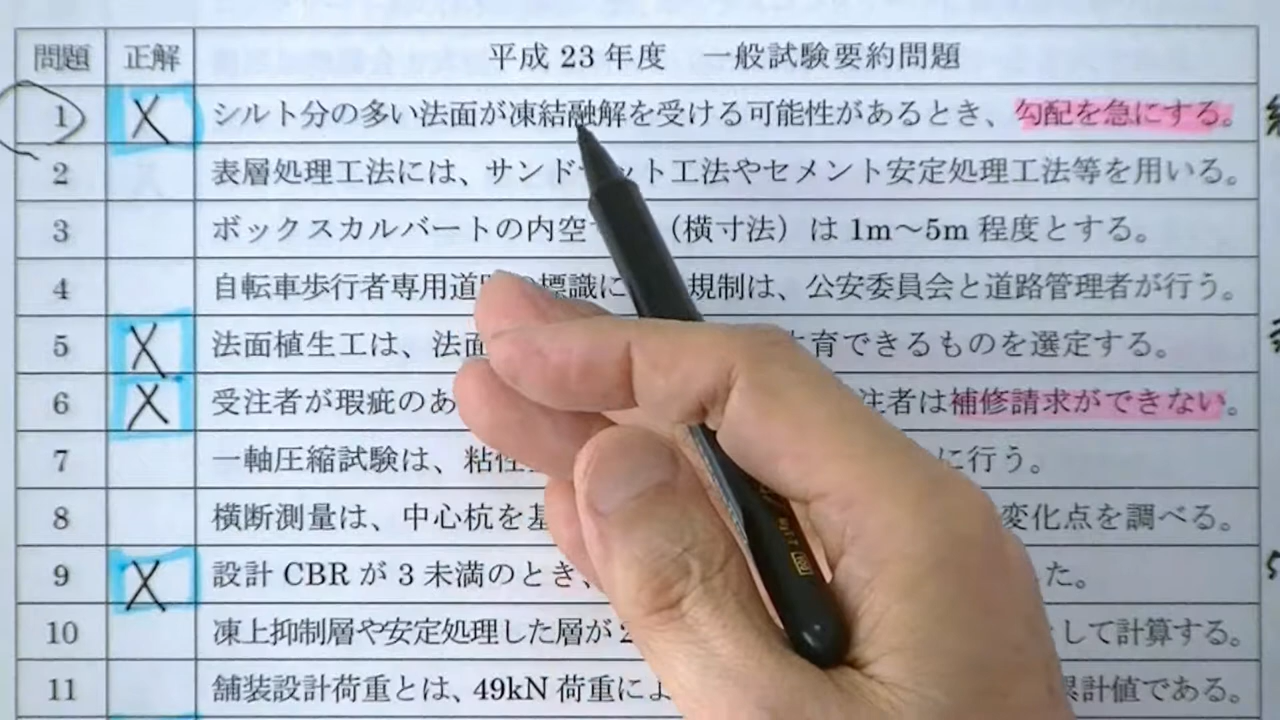 問題 正解 平成 23 年度 一般試験要約問題
1 X シルト分の多い法面が凍結融解を受ける可能性があるとき、勾配を急にする。
2 表層処理工法には、サンド ット工法やセメント安定処理工法等を用いる。
3 ボックスカルバートの内空 （横寸法）は 1m～5m 程度とする。
4 自転車歩行者専用道 標識に 規制は、公安委員会と道路管理者が行う。
5 X 法面植生工は、法面 育できるものを選定する。
6 X 受注者が瑕疵のあ 注者は補修請求ができない。
7 一軸圧縮試験は、粘性 に行う。
8 横断測量は、中心杭を基 変化点を調べる。
9 X 設計 CBR が 3 未満のとき、 た。
10 凍上抑制層や安定処理した層が 2 して計算する。
11 舗装設計荷重とは、49kN 荷重によ 累計値である。